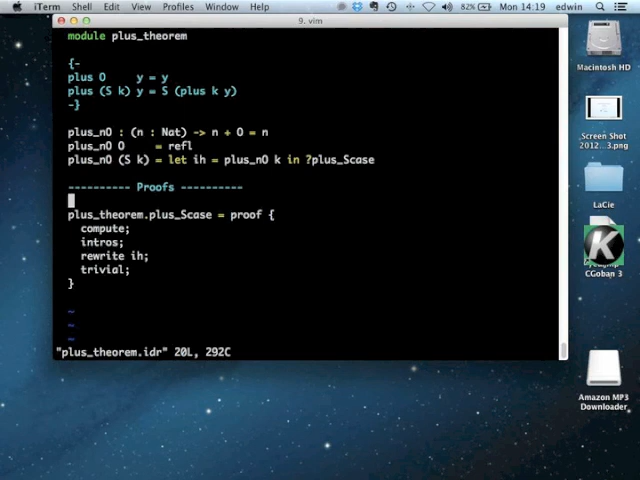 iTerm Shell Edit View Profiles Window Help 82% Mon 14:19 edwin
9. vim
module plus_theorem
{-
plus O y = y
plus (S k) y = S (plus k y)
-}
plus_nO : (n : Nat) -> n + O = n
plus_nO O = refl
plus_nO (S k) = let ih = plus_nO k in ?plus_Scase
---------- Proofs ----------
plus_theorem.plus_Scase = proof {
compute;
intros;
rewrite ih;
trivial;
}
~
~
~
"plus_theorem.idr" 20L, 292C
Macintosh HD
Screen Shot
2012...3.png
LaCie
K
CGoban 3
Amazon MP3
Downloader